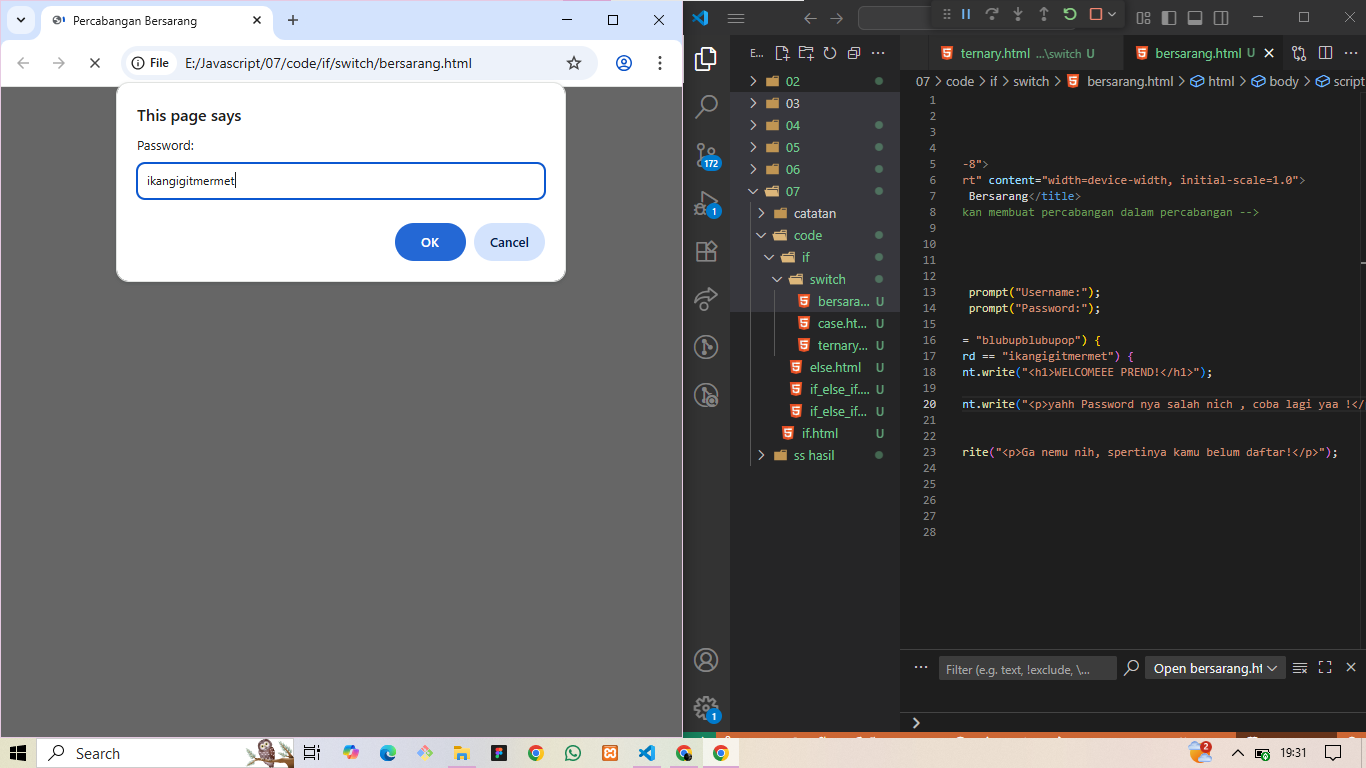 Percabangan Bersarang
File
E:/Javascript/07/code/if/switch/bersarang.html
This page says
Password:
ikangigitmermet
OK
Cancel
E...
172
1
1
02
03
04
05
06
07
catatan
code
if
switch
bersara... U
case.ht... U
ternary... U
else.html U
if_else_if.... U
if_else_if.... U
if.html U
ss hasil
ternary.html ...\switch U
bersarang.html U
07 > code > if > switch > bersarang.html > html > body > script
1
2
3
4
5 -8">
6 rt" content="width=device-width, initial-scale=1.0">
7 Bersarang</title>
8 kan membuat percabangan dalam percabangan -->
9
10
11
12
13 prompt("Username:");
14 prompt("Password:");
15
16 = "blubupblubupop") {
17 rd == "ikangigitmermet") {
18 nt.write("<h1>WELCOMEEE PREND!</h1>");
19
20 nt.write("<p>yahh Password nya salah nich , coba lagi yaa !</
21
22
23 rite("<p>Ga nemu nih, spertinya kamu belum daftar!</p>");
24
25
26
27
28
Filter (e.g. text, !exclude, \...
Open bersarang.ht
Search
2
19:31